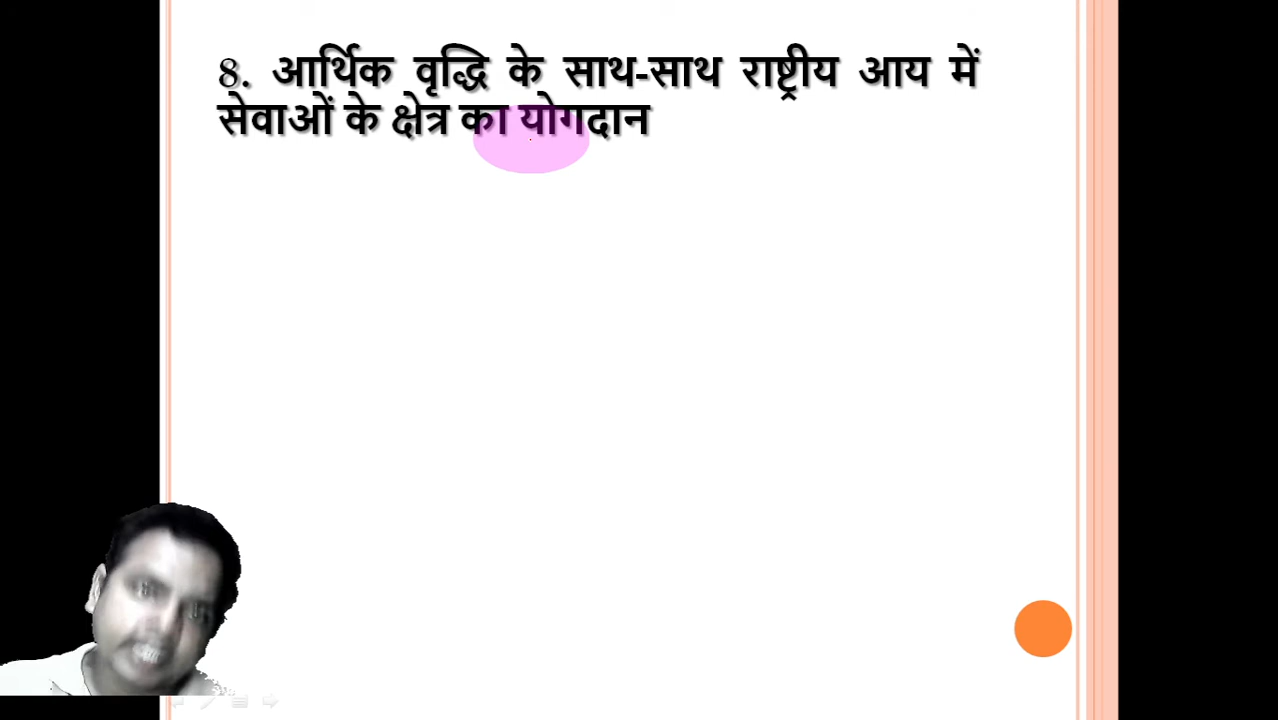 8. आर्थिक वृद्धि के साथ-साथ राष्ट्रीय आय में
सेवाओं के क्षेत्र का योगदान